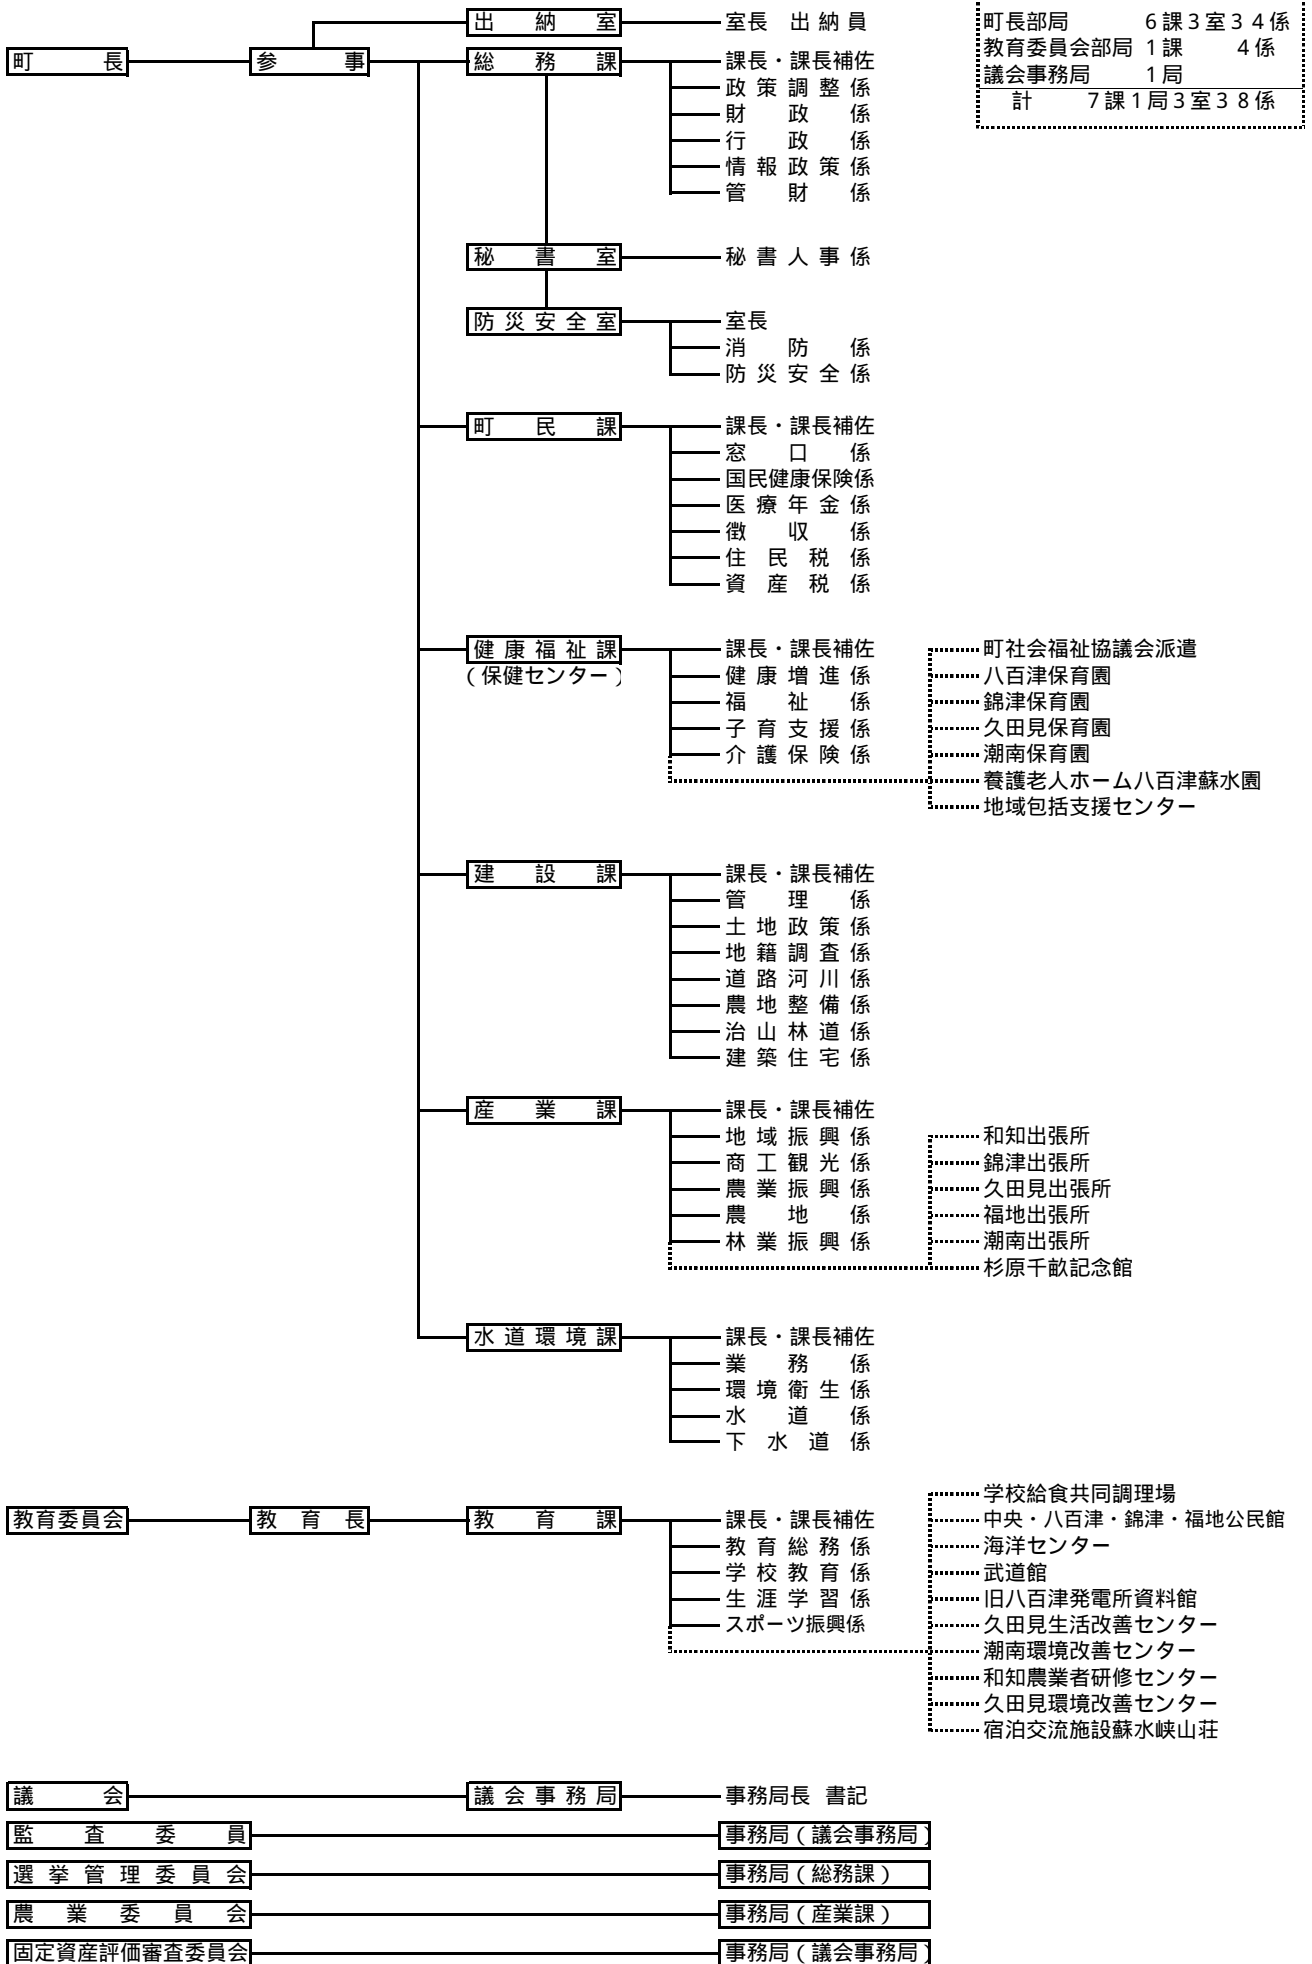 出納室 室長 出納員
町長 参事 総務課 課長・課長補佐
政策調整係
財政係
行政係
情報政策係
管財係
町長部局 6課3室34係
教育委員会部局 1課 4係
議会事務局 1局
計 7課1局3室38係
秘書室 秘書人事係
防災安全室 室長
消防係
防災安全係
町民課 課長・課長補佐
窓口係
国民健康保険係
医療年金係
徴収係
住民税係
資産税係
健康福祉課 課長・課長補佐
(保健センター) 健康増進係
福祉係
子育支援係
介護保険係
町社会福祉協議会派遣
八百津保育園
錦津保育園
久田見保育園
潮南保育園
養護老人ホーム八百津蘇水園
地域包括支援センター
建設課 課長・課長補佐
管理係
土地政策係
地籍調査係
道路河川係
農地整備係
治山林道係
建築住宅係
産業課 課長・課長補佐
地域振興係
商工観光係
農業振興係
農地係
林業振興係
和知出張所
錦津出張所
久田見出張所
福地出張所
潮南出張所
杉原千畝記念館
水道環境課 課長・課長補佐
業務係
環境衛生係
水道係
下水道係
教育委員会 教育長 教育課 課長・課長補佐
教育総務係
学校教育係
生涯学習係
スポーツ振興係
学校給食共同調理場
中央・八百津・錦津・福地公民館
海洋センター
武道館
旧八百津発電所資料館
久田見生活改善センター
潮南環境改善センター
和知農業者研修センター
久田見環境改善センター
宿泊交流施設蘇水峡山荘
議会 議会事務局 事務局長 書記
監査委員 事務局(議会事務局)
選挙管理委員会 事務局(総務課)
農業委員会 事務局(産業課)
固定資産評価審査委員会 事務局(議会事務局)